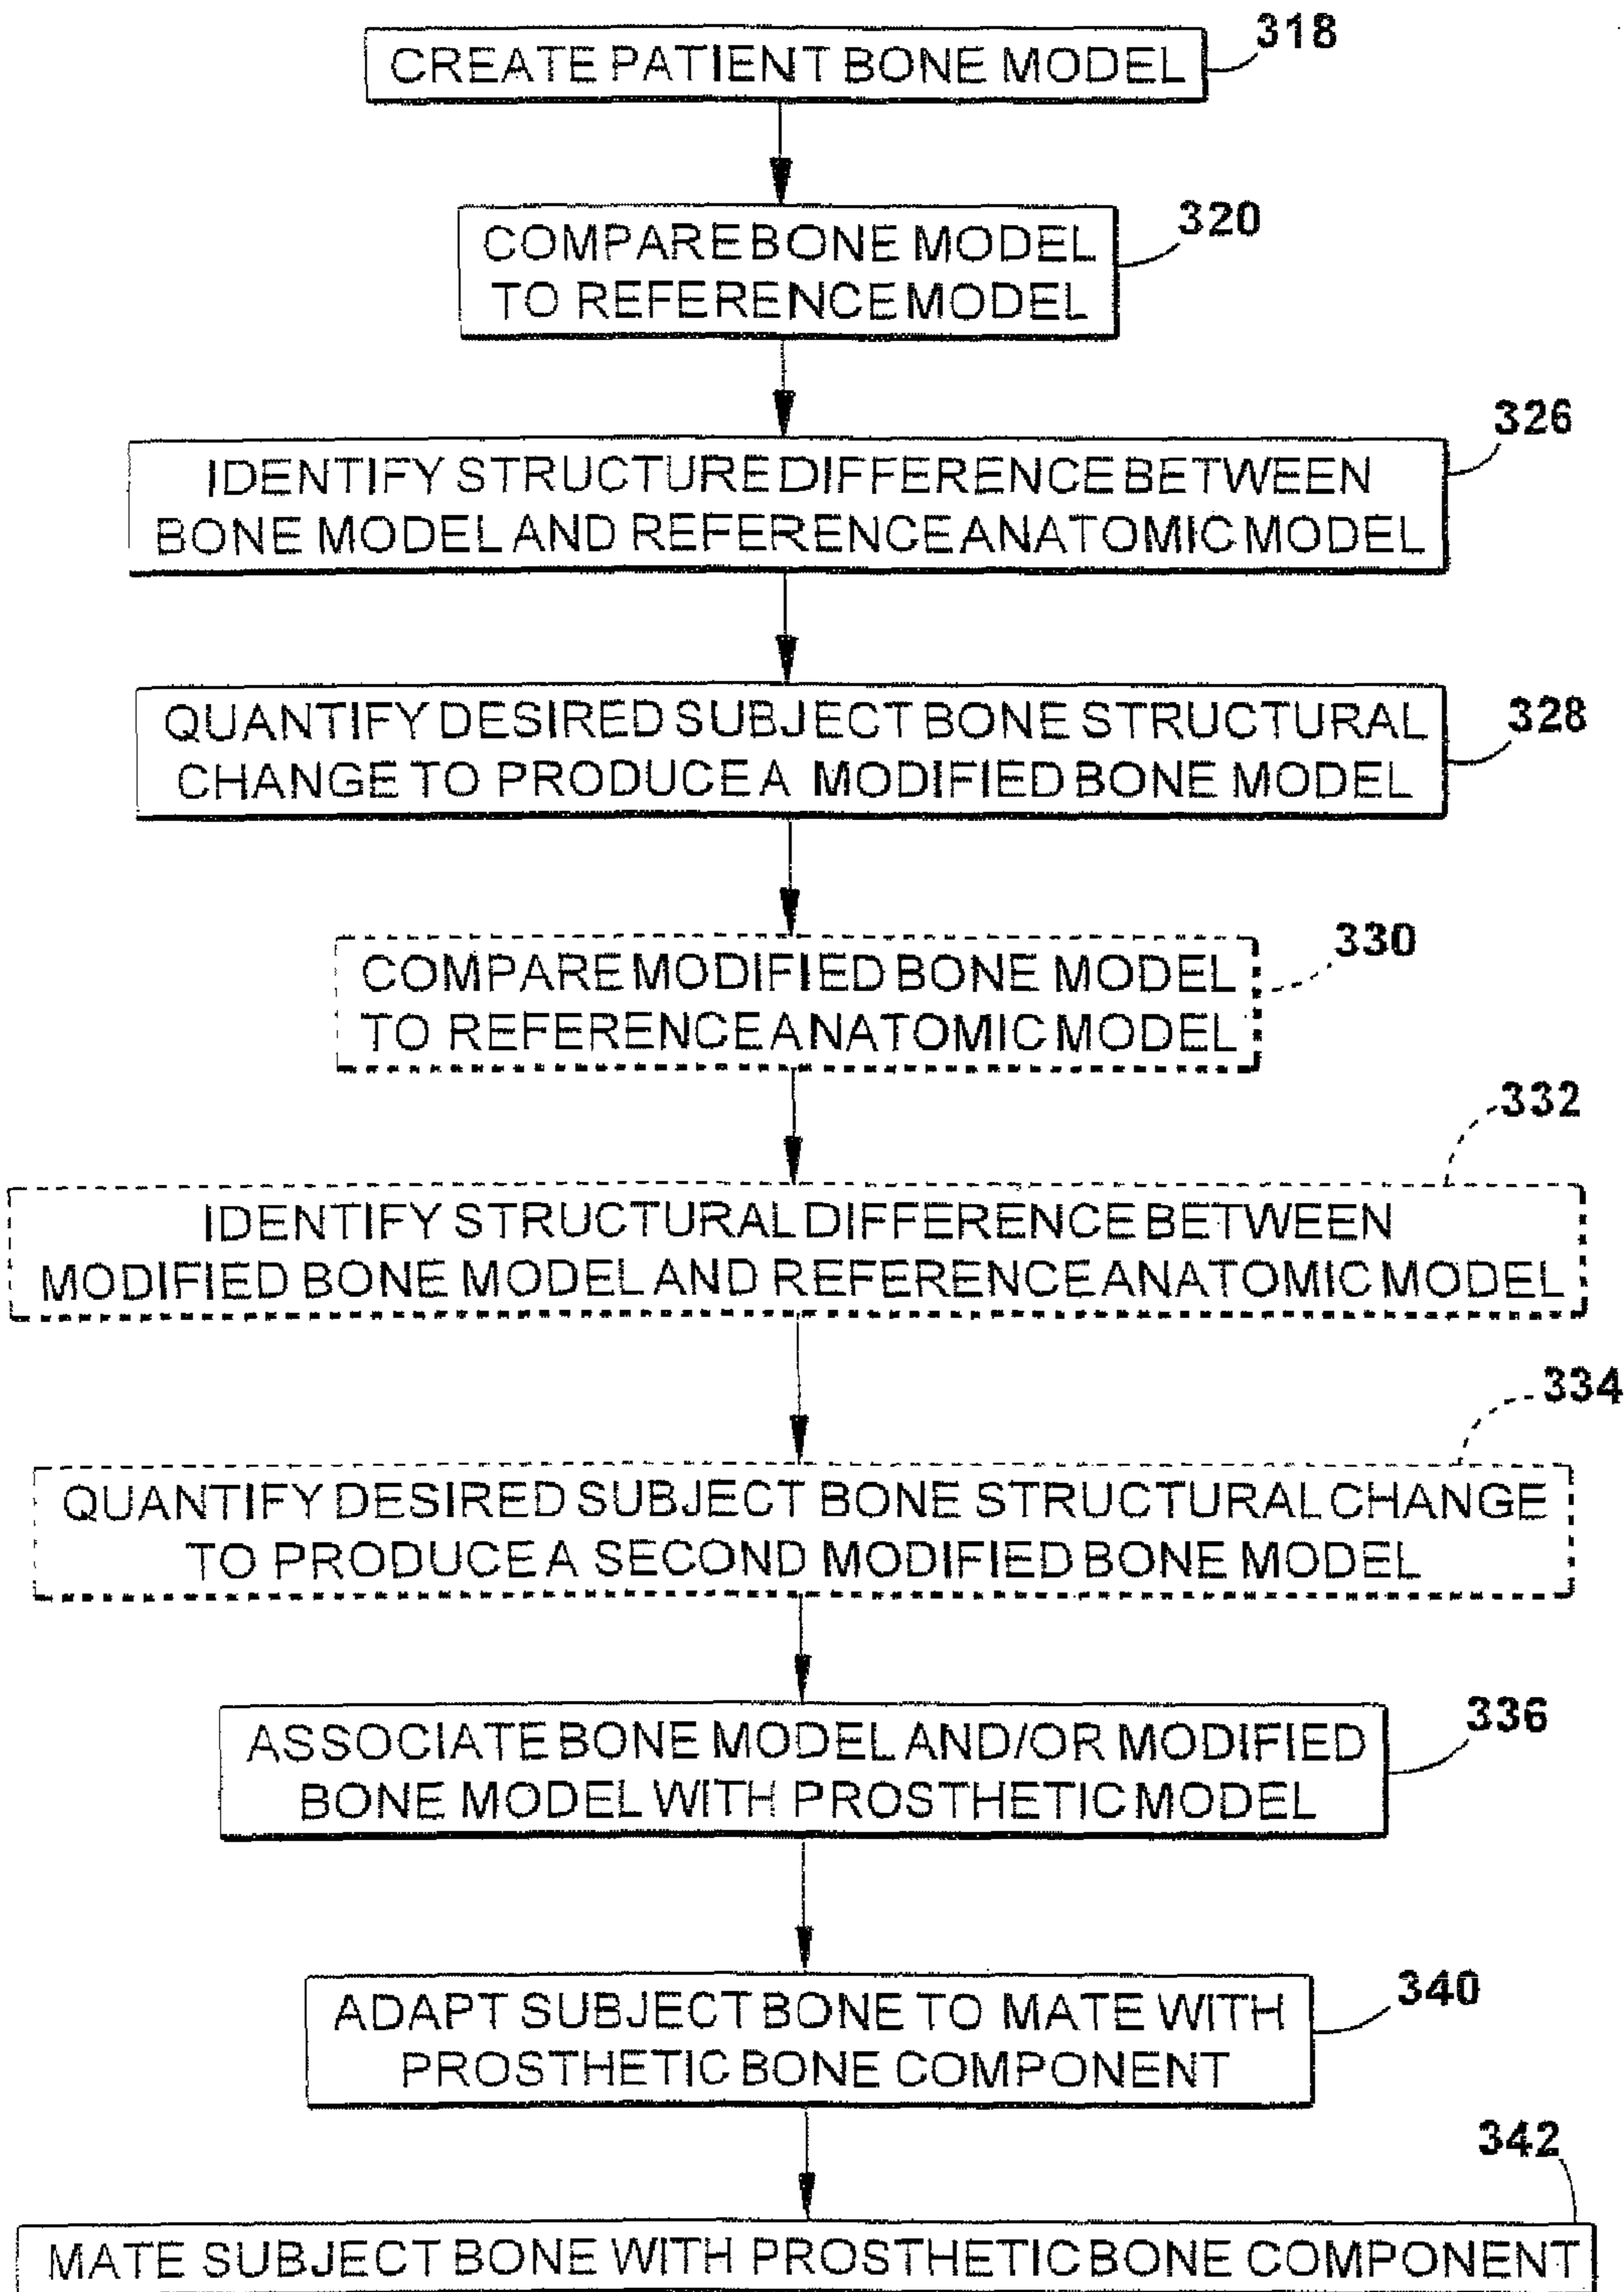 CREATE PATIENT BONE MODEL
318
COMPARE BONE MODEL
TO REFERENCE MODEL
320
IDENTIFY STRUCTURE DIFFERENCE BETWEEN
BONE MODEL AND REFERENCE ANATOMIC MODEL
326
QUANTIFY DESIRED SUBJECT BONE STRUCTURAL
CHANGE TO PRODUCE A MODIFIED BONE MODEL
328
COMPARE MODIFIED BONE MODEL
TO REFERENCE ANATOMIC MODEL
330
332
IDENTIFY STRUCTURAL DIFFERENCE BETWEEN
MODIFIED BONE MODEL AND REFERENCE ANATOMIC MODEL
334
QUANTIFY DESIRED SUBJECT BONE STRUCTURAL CHANGE
TO PRODUCE A SECOND MODIFIED BONE MODEL
ASSOCIATE BONE MODEL AND/OR MODIFIED
BONE MODEL WITH PROSTHETIC MODEL
336
ADAPT SUBJECT BONE TO MATE WITH
PROSTHETIC BONE COMPONENT
340
342
MATE SUBJECT BONE WITH PROSTHETIC BONE COMPONENT